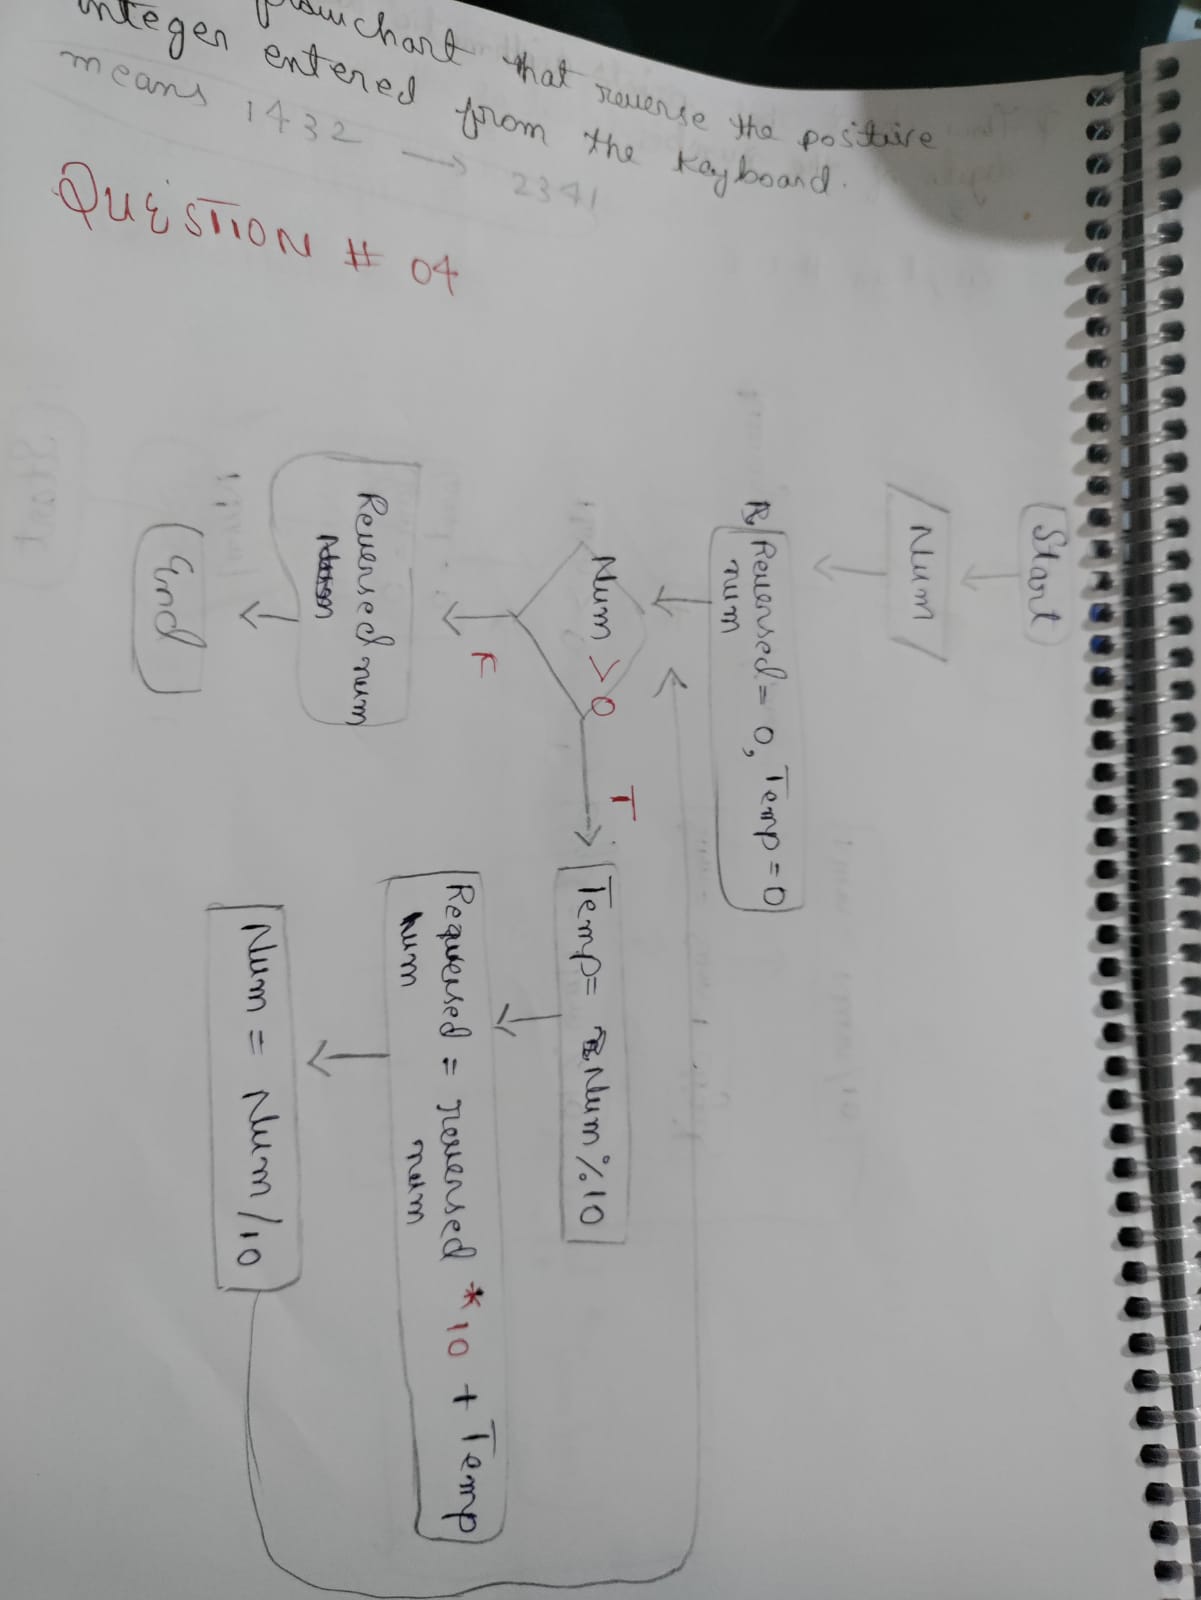 flowchart that reverse the positive
integer entered from the keyboard.
means 1432 → 2341
QUESTION # 04
Start
Num
Reversed = 0, Temp = 0
num
Num > 0
T
F
Temp = Num % 10
Reversed = reversed * 10 + Temp
num num
Num = Num / 10
Reversed num
End